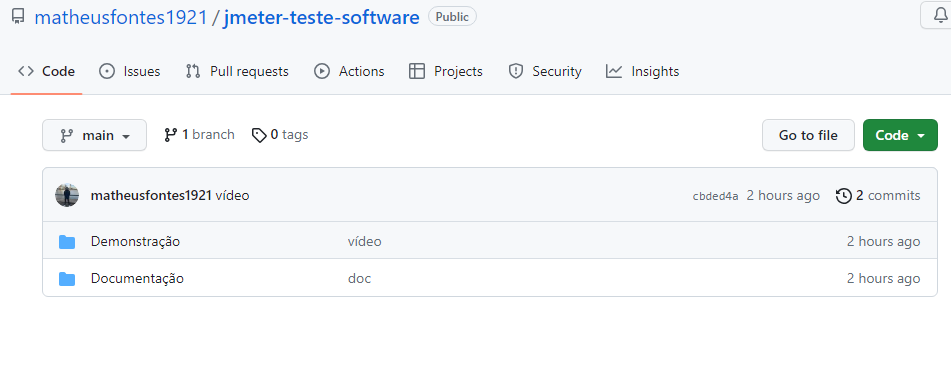 matheusfontes1921 / jmeter-teste-software Public
Code Issues Pull requests Actions Projects Security Insights
main 1 branch 0 tags Go to file Code
matheusfontes1921 vídeo cbded4a 2 hours ago 2 commits
Demonstração vídeo 2 hours ago
Documentação doc 2 hours ago